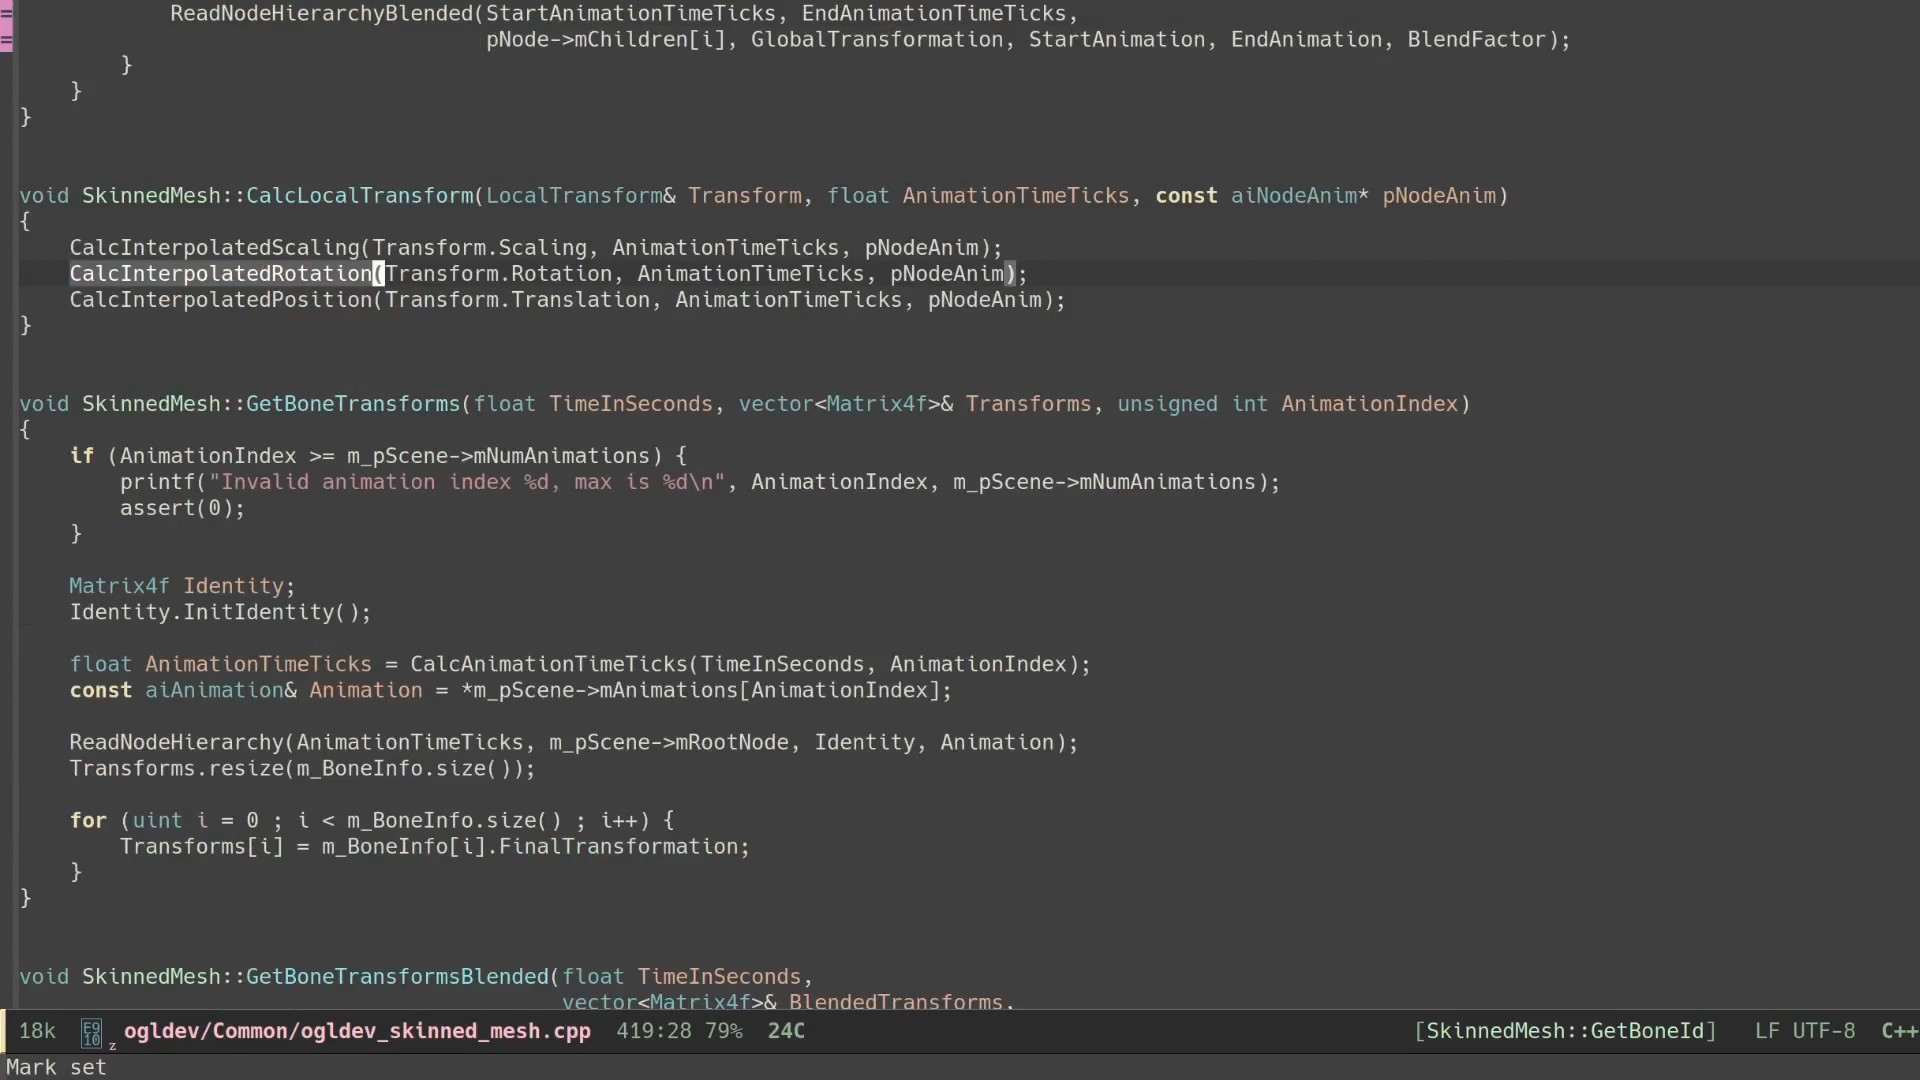 ReadNodeHierarchyBlended(StartAnimationTimeTicks, EndAnimationTimeTicks,
pNode->mChildren[i], GlobalTransformation, StartAnimation, EndAnimation, BlendFactor);
}
}
}
void SkinnedMesh::CalcLocalTransform(LocalTransform& Transform, float AnimationTimeTicks, const aiNodeAnim* pNodeAnim)
{
CalcInterpolatedScaling(Transform.Scaling, AnimationTimeTicks, pNodeAnim);
CalcInterpolatedRotation(Transform.Rotation, AnimationTimeTicks, pNodeAnim);
CalcInterpolatedPosition(Transform.Translation, AnimationTimeTicks, pNodeAnim);
}
void SkinnedMesh::GetBoneTransforms(float TimeInSeconds, vector<Matrix4f>& Transforms, unsigned int AnimationIndex)
{
if (AnimationIndex >= m_pScene->mNumAnimations) {
printf("Invalid animation index %d, max is %d\n", AnimationIndex, m_pScene->mNumAnimations);
assert(0);
}
Matrix4f Identity;
Identity.InitIdentity();
float AnimationTimeTicks = CalcAnimationTimeTicks(TimeInSeconds, AnimationIndex);
const aiAnimation& Animation = *m_pScene->mAnimations[AnimationIndex];
ReadNodeHierarchy(AnimationTimeTicks, m_pScene->mRootNode, Identity, Animation);
Transforms.resize(m_BoneInfo.size());
for (uint i = 0 ; i < m_BoneInfo.size() ; i++) {
Transforms[i] = m_BoneInfo[i].FinalTransformation;
}
}
void SkinnedMesh::GetBoneTransformsBlended(float TimeInSeconds,
vector<Matrix4f>& BlendedTransforms,
18k F9 10 z ogldev/Common/ogldev_skinned_mesh.cpp 419:28 79% 24C [SkinnedMesh::GetBoneId] LF UTF-8 C++
Mark set